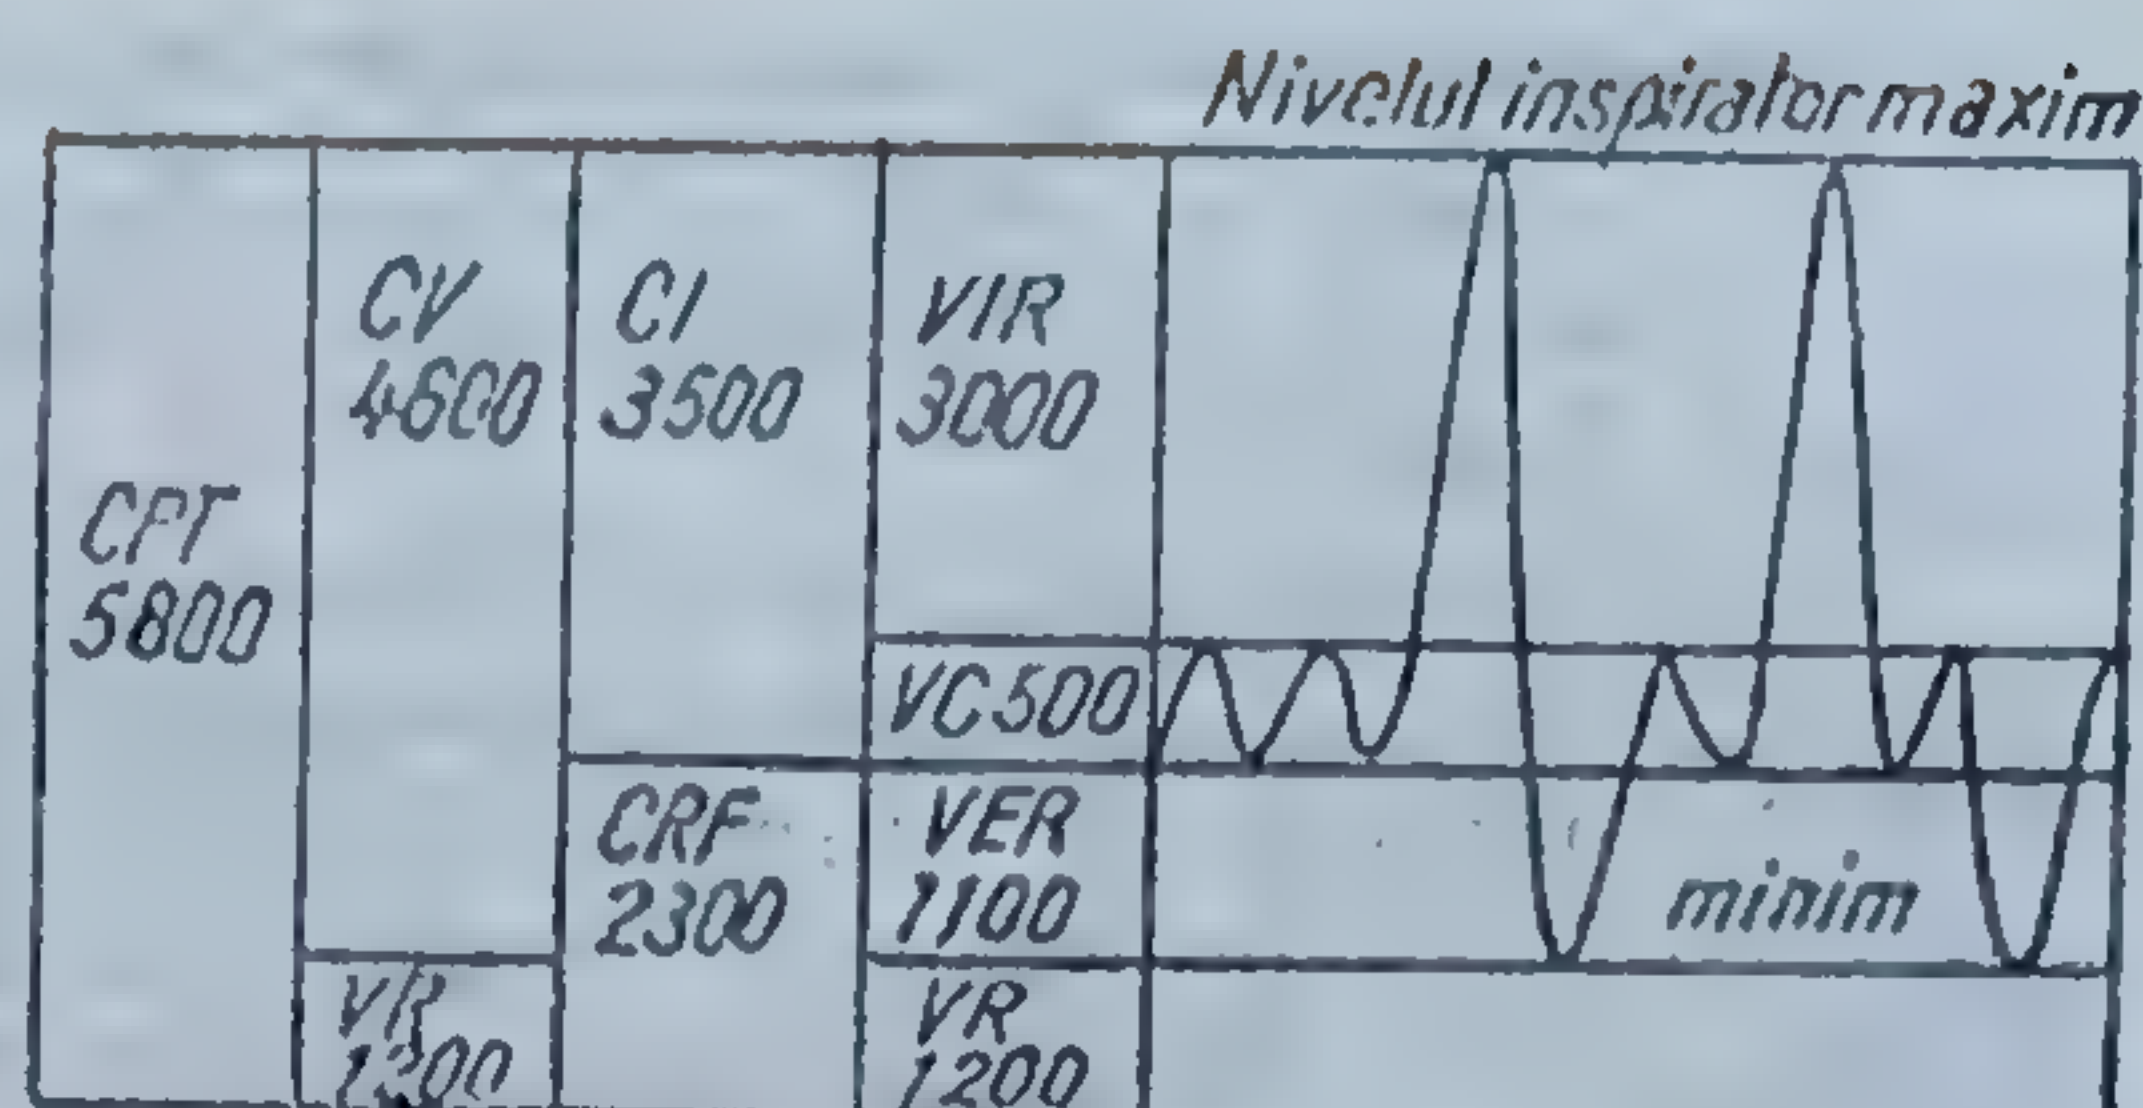 Nivelul inspirator maxim
CPT
5800
CV
4600
VR
1200
CI
3500
CRF
2300
VIR
3000
VC 500
VER
1100
VR
1200
minim